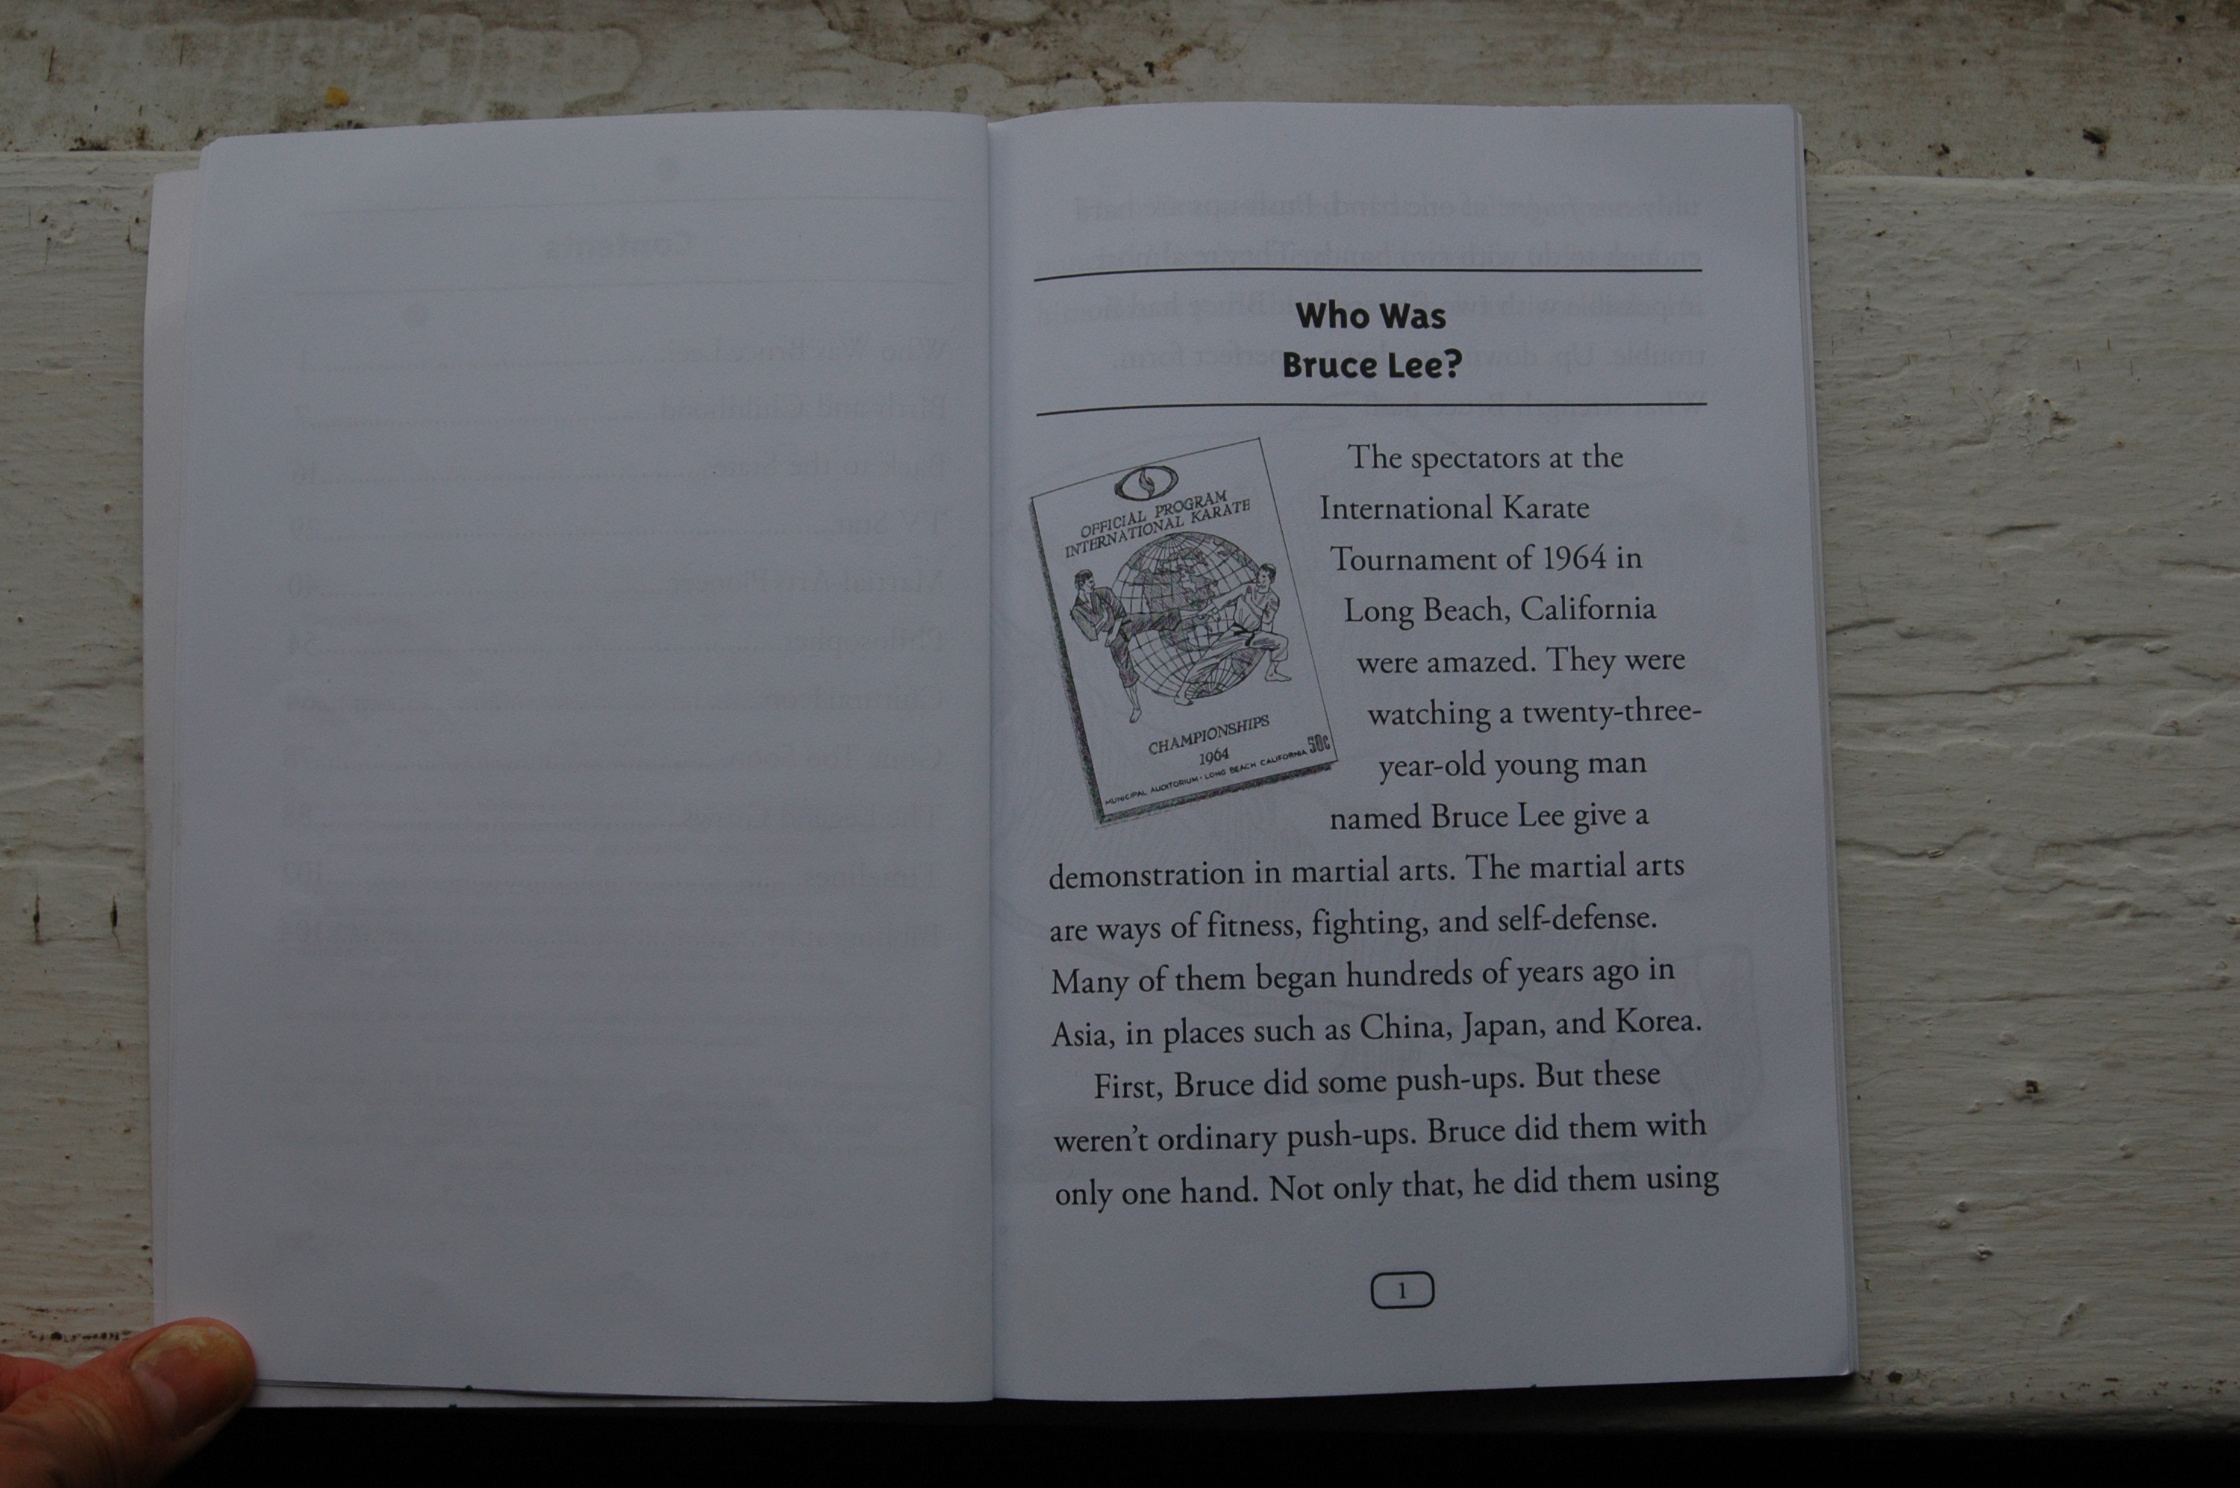 Who Was
Bruce Lee?
OFFICIAL PROGRAM
INTERNATIONAL KARATE
CHAMPIONSHIPS
1964
50c
MUNICIPAL AUDITORIUM · LONG BEACH CALIFORNIA
The spectators at the
International Karate
Tournament of 1964 in
Long Beach, California
were amazed. They were
watching a twenty-three-
year-old young man
named Bruce Lee give a
demonstration in martial arts. The martial arts
are ways of fitness, fighting, and self-defense.
Many of them began hundreds of years ago in
Asia, in places such as China, Japan, and Korea.
First, Bruce did some push-ups. But these
weren't ordinary push-ups. Bruce did them with
only one hand. Not only that, he did them using
1